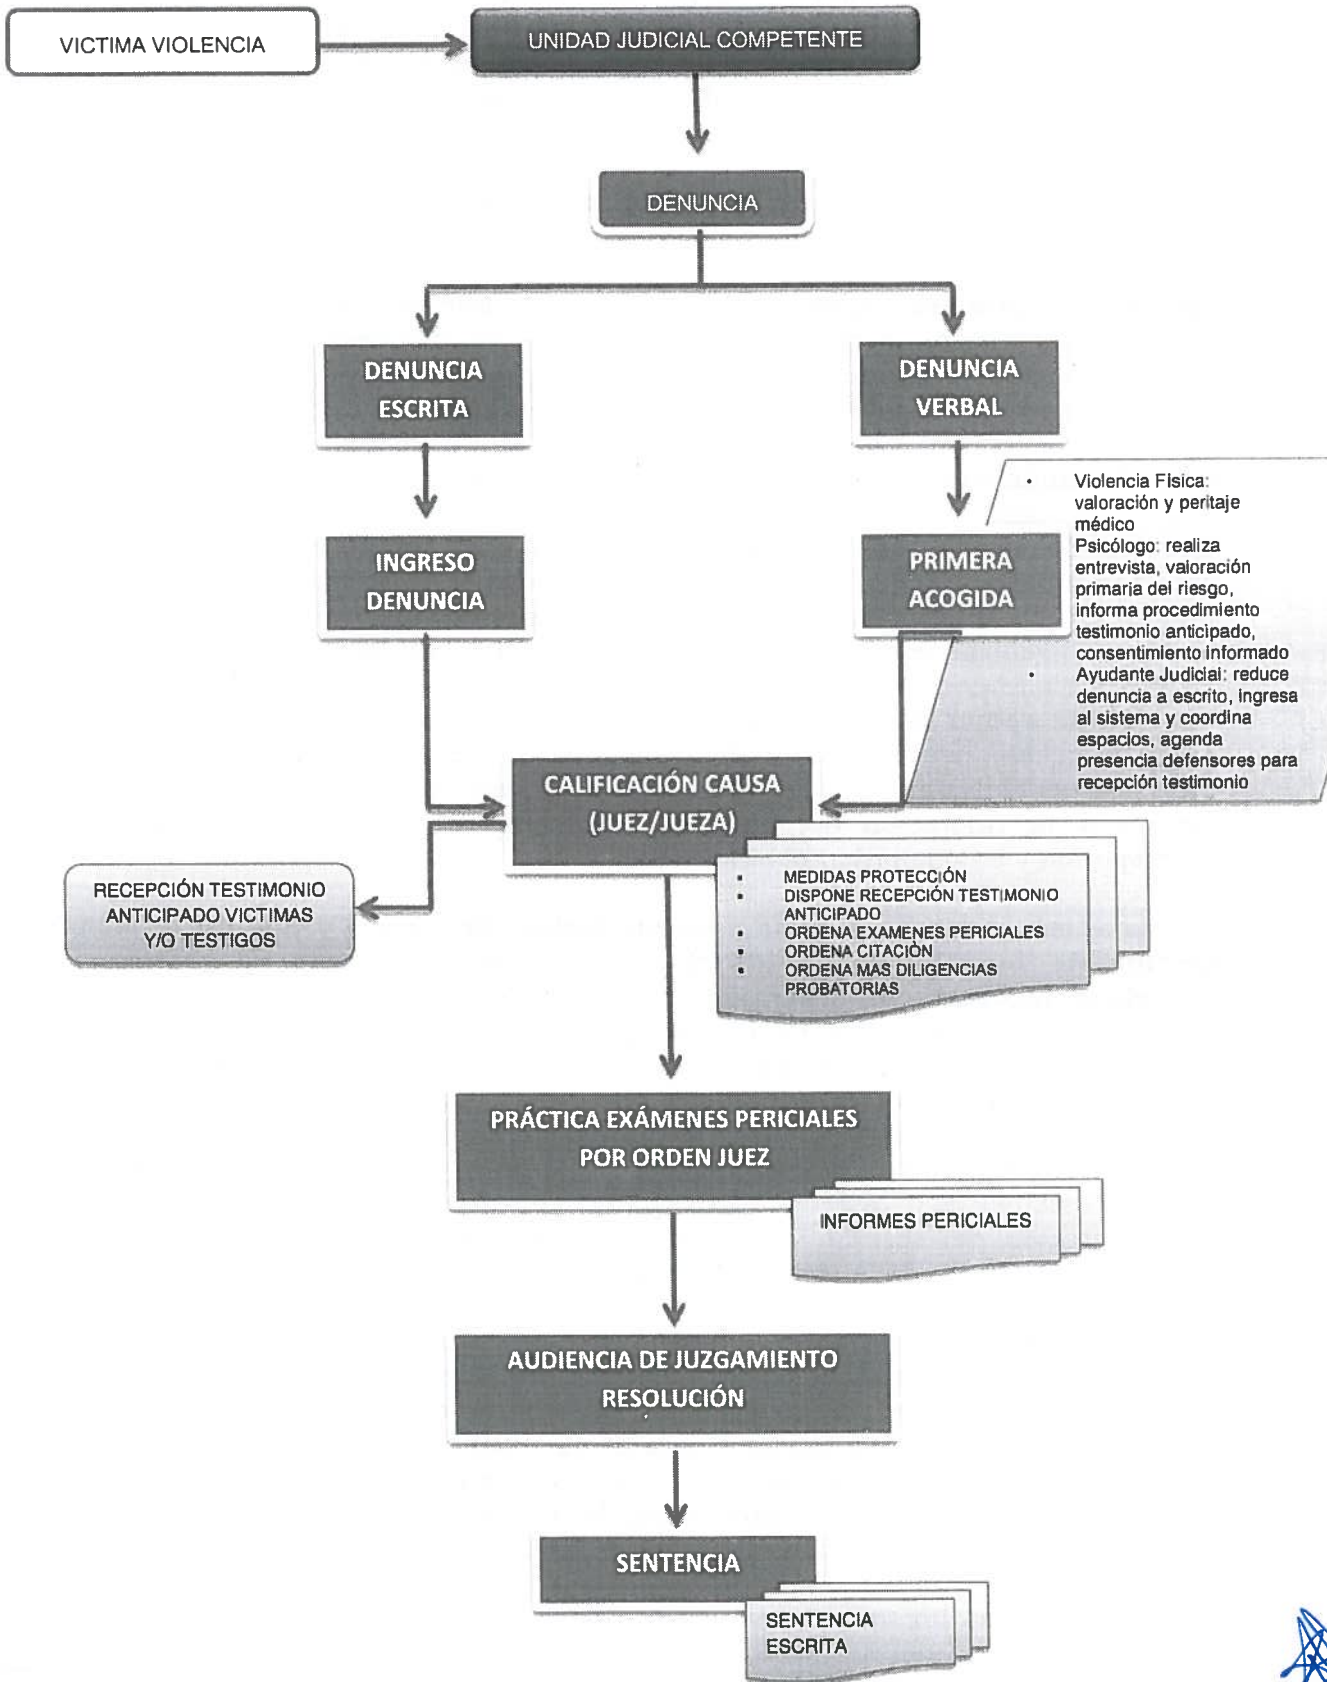 VICTIMA VIOLENCIA
UNIDAD JUDICIAL COMPETENTE
DENUNCIA
DENUNCIA
ESCRITA
DENUNCIA
VERBAL
INGRESO
DENUNCIA
PRIMERA
ACOGIDA
• Violencia Física:
valoración y peritaje
médico
Psicólogo: realiza
entrevista, valoración
primaria del riesgo,
informa procedimiento
testimonio anticipado,
consentimiento informado
• Ayudante Judicial: reduce
denuncia a escrito, ingresa
al sistema y coordina
espacios, agenda
presencia defensores para
recepción testimonio
CALIFICACIÓN CAUSA
(JUEZ/JUEZA)
RECEPCIÓN TESTIMONIO
ANTICIPADO VICTIMAS
Y/O TESTIGOS
▪ MEDIDAS PROTECCIÓN
▪ DISPONE RECEPCIÓN TESTIMONIO
ANTICIPADO
▪ ORDENA EXAMENES PERICIALES
▪ ORDENA CITACIÓN
▪ ORDENA MAS DILIGENCIAS
PROBATORIAS
PRÁCTICA EXÁMENES PERICIALES
POR ORDEN JUEZ
INFORMES PERICIALES
AUDIENCIA DE JUZGAMIENTO
RESOLUCIÓN
SENTENCIA
SENTENCIA
ESCRITA